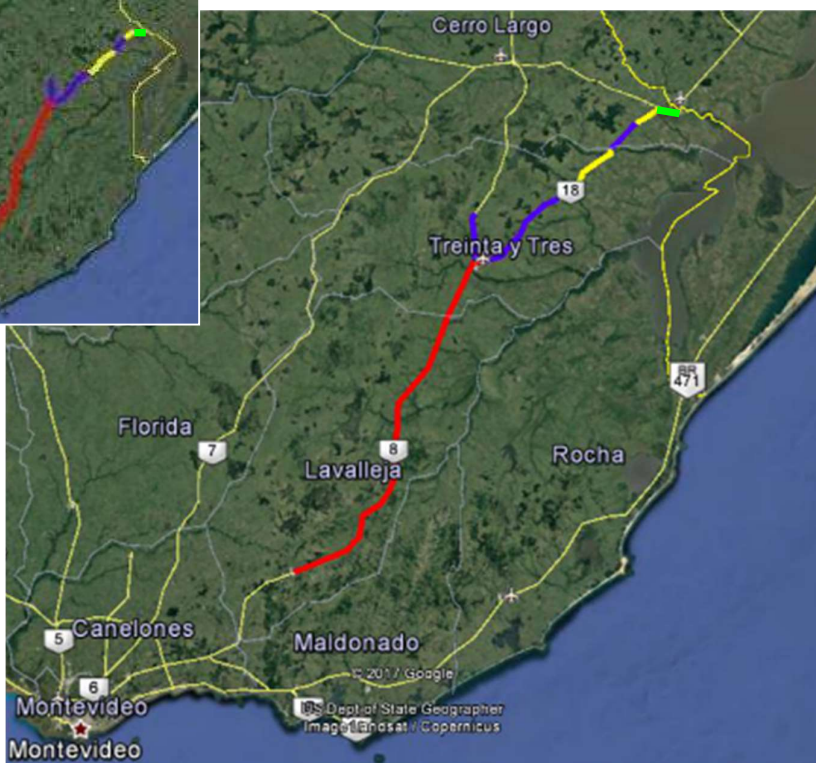 Cerro Largo
18
Treinta y Tres
BR
471
Florida
7
8
Lavalleja
Rocha
5
Canelones
Maldonado
© 2017 Google
6
Montevideo
US Dept of State Geographer
Image Landsat / Copernicus
Montevideo